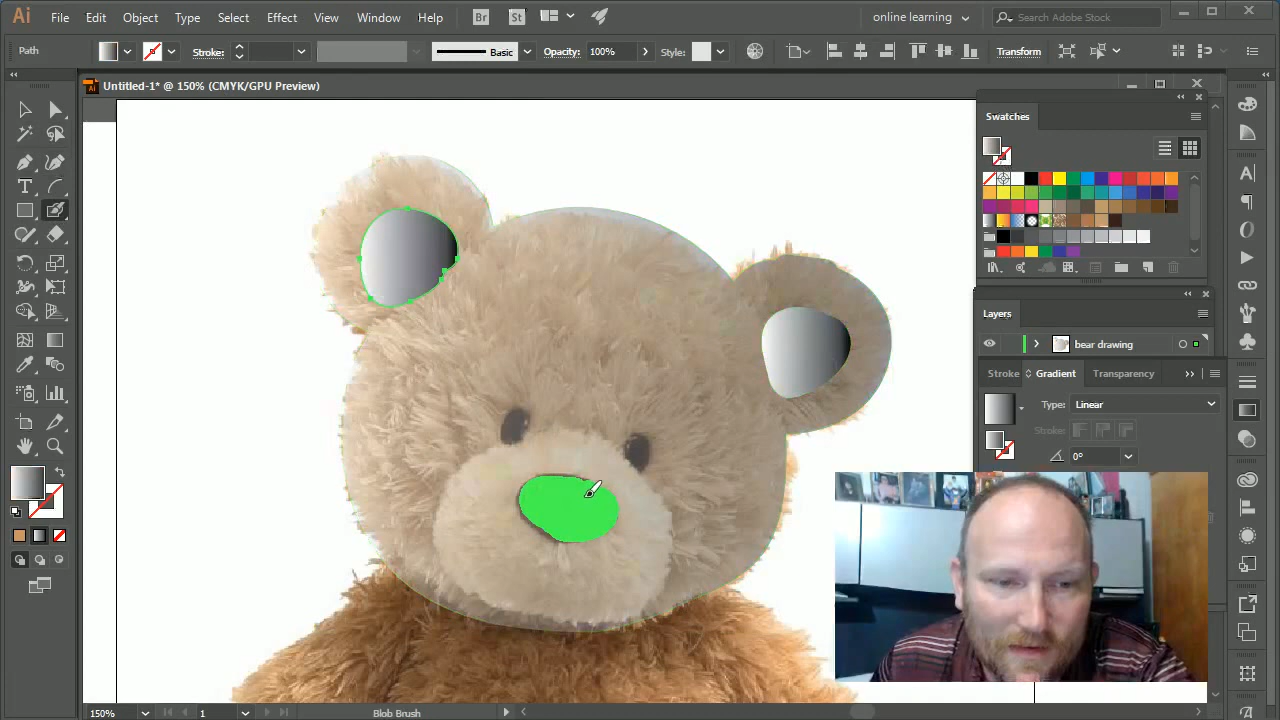 Ai File Edit Object Type Select Effect View Window Help Br St online learning Search Adobe Stock
Path Stroke: Basic Opacity: 100% Style: Transform
Untitled-1* @ 150% (CMYK/GPU Preview)
Swatches
Layers
bear drawing
Stroke Gradient Transparency
Type: Linear
Stroke:
0°
150% 1 Blob Brush